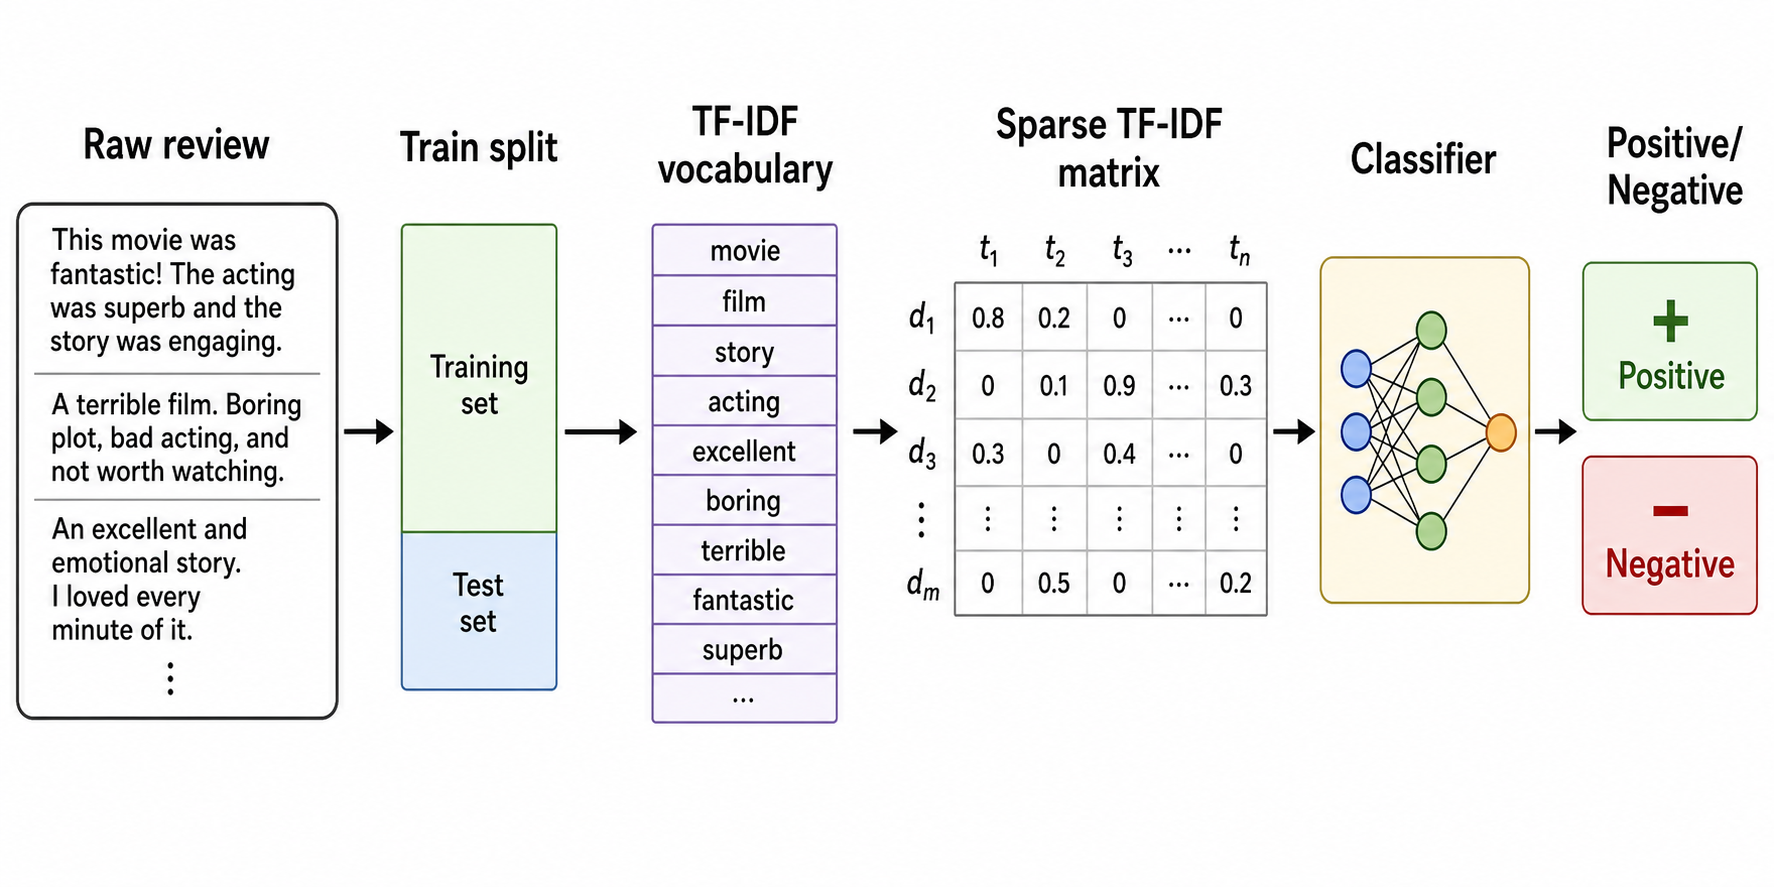 Raw review
This movie was
fantastic! The acting
was superb and the
story was engaging.
A terrible film. Boring
plot, bad acting, and
not worth watching.
An excellent and
emotional story.
I loved every
minute of it.
⋮
Train split
Training
set
Test
set
TF-IDF
vocabulary
movie
film
story
acting
excellent
boring
terrible
fantastic
superb
...
Sparse TF-IDF
matrix
t1 t2 t3 ... tn
d1 0.8 0.2 0 ... 0
d2 0 0.1 0.9 ... 0.3
d3 0.3 0 0.4 ... 0
⋮ ⋮ ⋮ ⋮ ⋮ ⋮
dm 0 0.5 0 ... 0.2
Classifier
Positive/
Negative
+
Positive
−
Negative